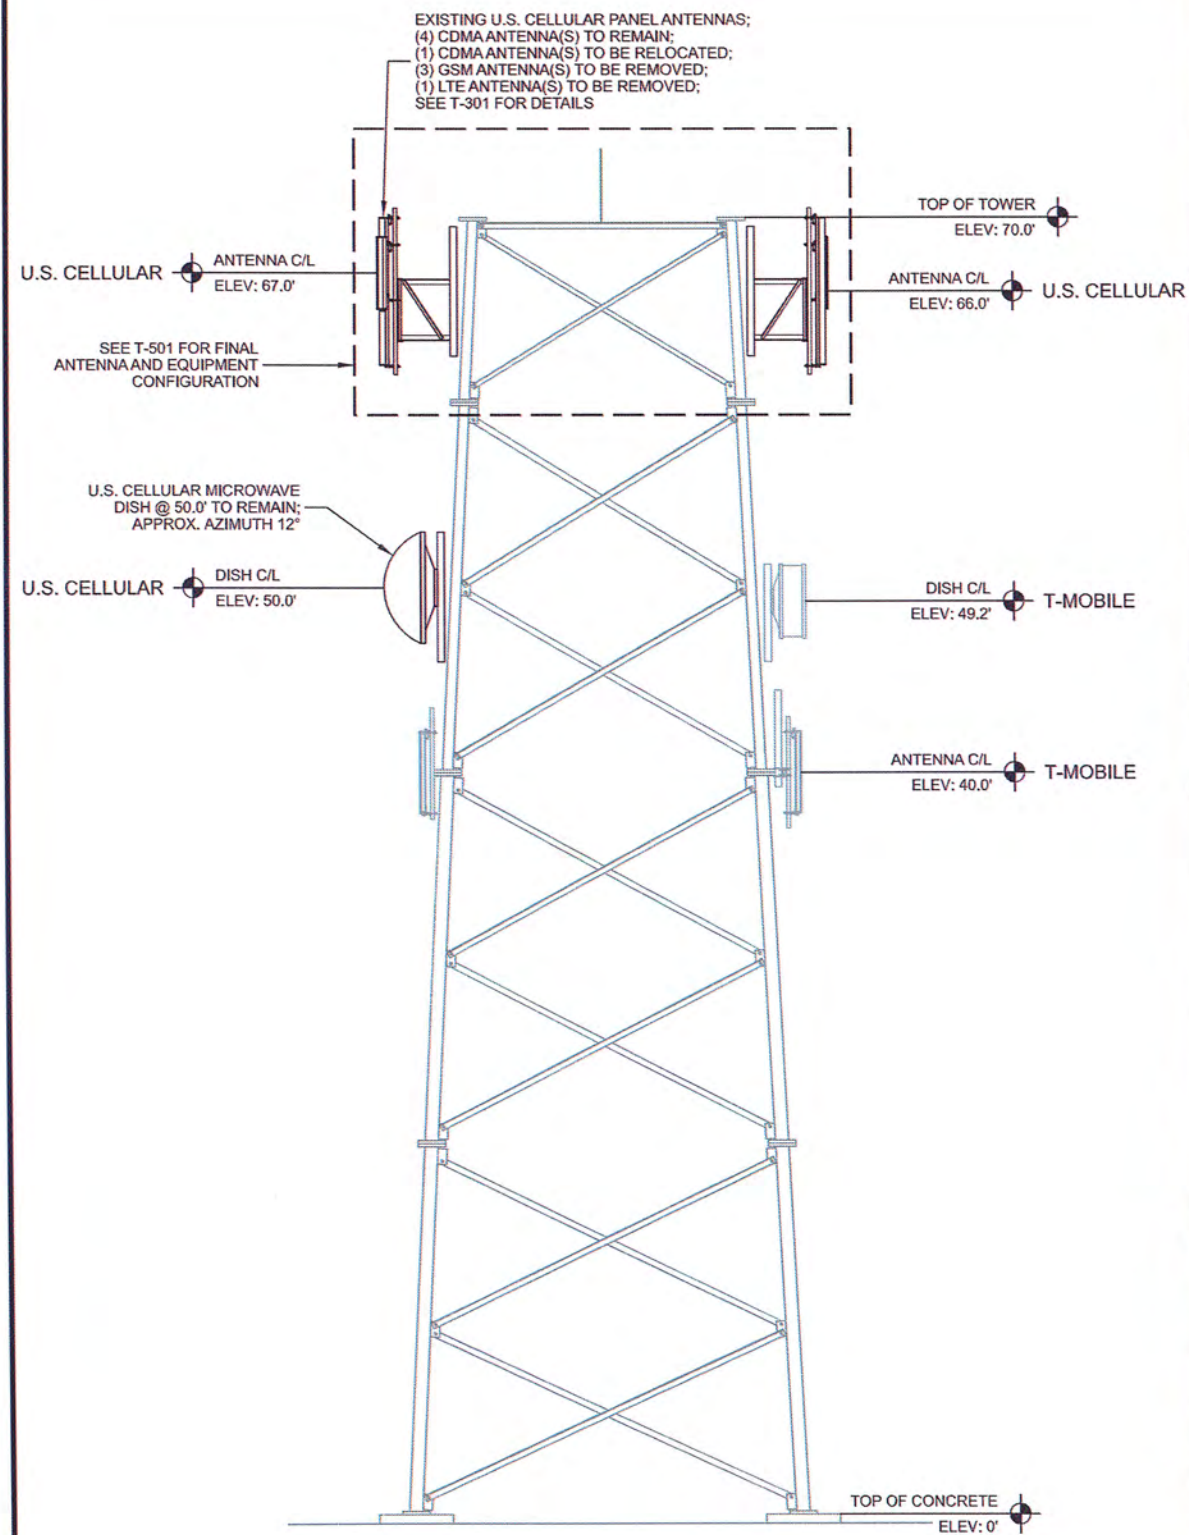 EXISTING U.S. CELLULAR PANEL ANTENNAS;
(4) CDMA ANTENNA(S) TO REMAIN;
(1) CDMA ANTENNA(S) TO BE RELOCATED;
(3) GSM ANTENNA(S) TO BE REMOVED;
(1) LTE ANTENNA(S) TO BE REMOVED;
SEE T-301 FOR DETAILS
TOP OF TOWER
ELEV: 70.0'
U.S. CELLULAR
ANTENNA C/L
ELEV: 67.0'
ANTENNA C/L
ELEV: 66.0'
U.S. CELLULAR
SEE T-501 FOR FINAL
ANTENNA AND EQUIPMENT
CONFIGURATION
U.S. CELLULAR MICROWAVE
DISH @ 50.0' TO REMAIN;
APPROX. AZIMUTH 12°
U.S. CELLULAR
DISH C/L
ELEV: 50.0'
DISH C/L
ELEV: 49.2'
T-MOBILE
ANTENNA C/L
ELEV: 40.0'
T-MOBILE
TOP OF CONCRETE
ELEV: 0'